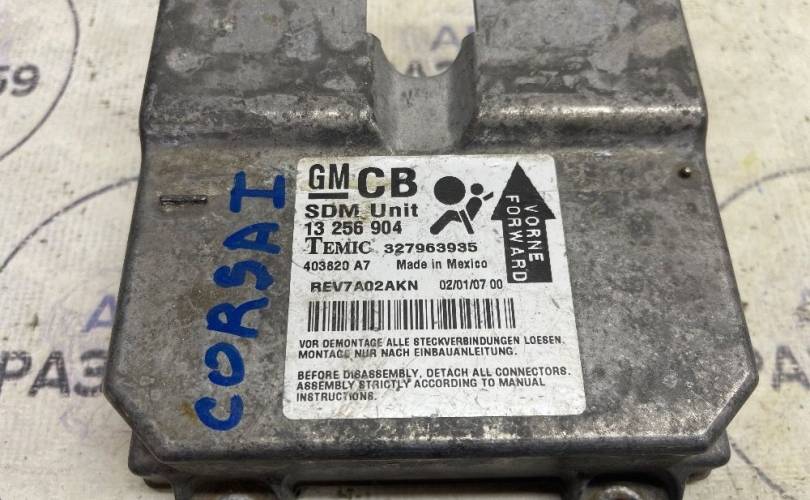 GM CB
SDM Unit
13 256 904
TEMIC 327963935
403820 A7 Made in Mexico
REV7A02AKN 02/01/07 00
VORNE
FORWARD
VOR DEMONTAGE ALLE STECKVERBINDUNGEN LOESEN.
MONTAGE NUR NACH EINBAUANLEITUNG.
BEFORE DISASSEMBLY, DETACH ALL CONNECTORS.
ASSEMBLY STRICTLY ACCORDING TO MANUAL
INSTRUCTIONS.
CORSA I
59